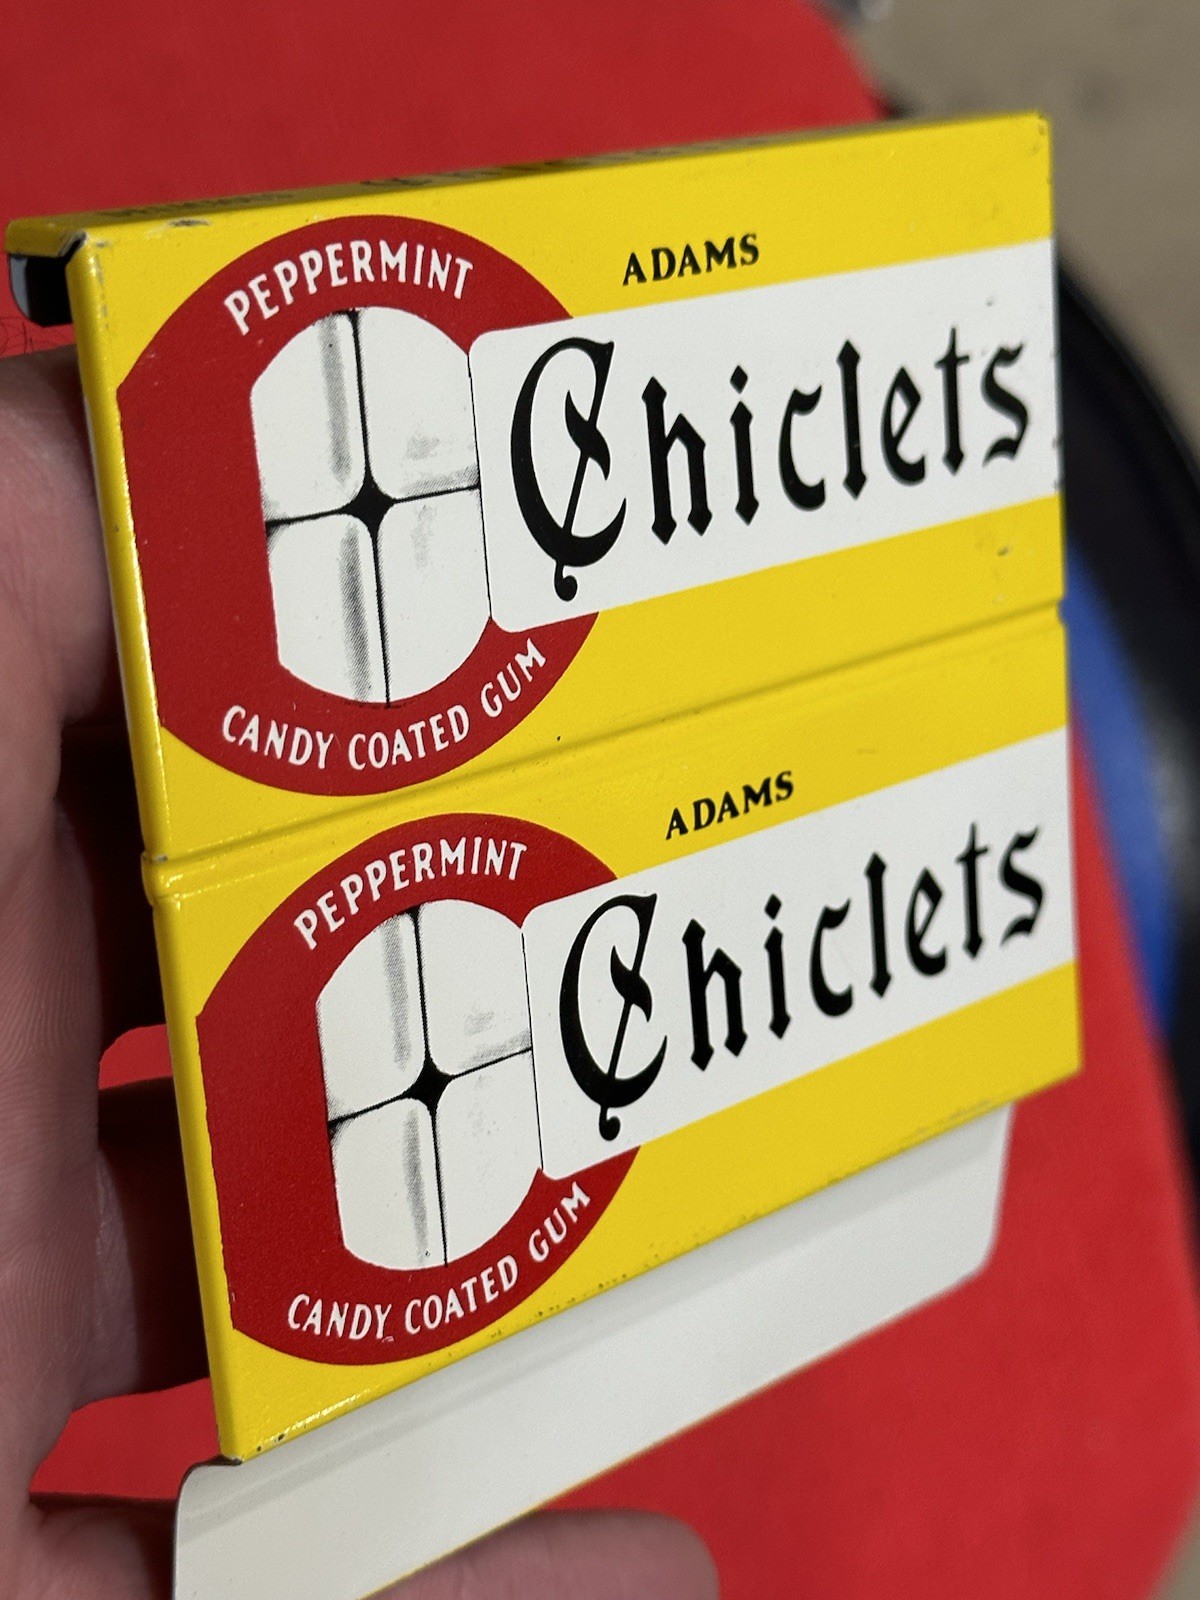 PEPPERMINT
ADAMS
Chiclets
CANDY COATED GUM
PEPPERMINT
ADAMS
Chiclets
CANDY COATED GUM